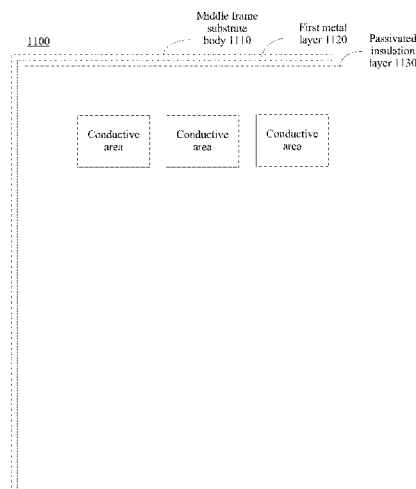 1100
Middle frame
substrate
body 1110
First metal
layer 1120
Passivated
insulation
layer 1130
Conductive
area
Conductive
area
Conductive
area